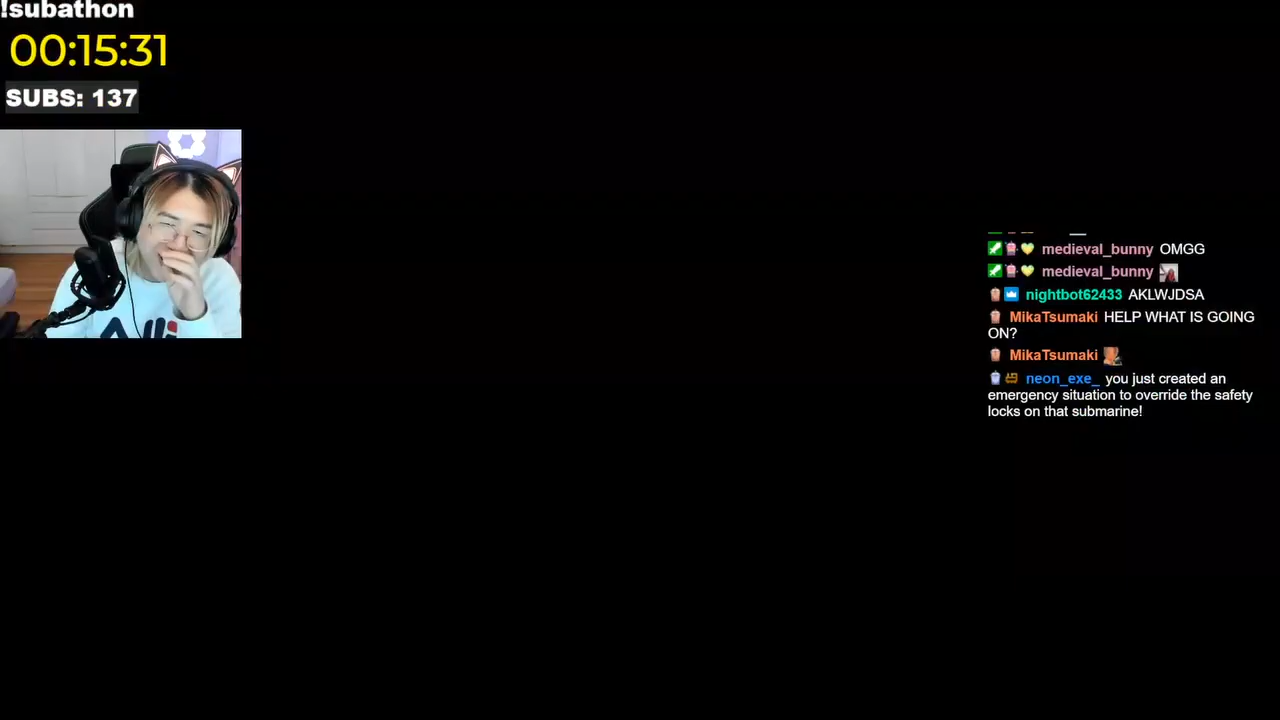 !subathon
00:15:31
SUBS: 137
medieval_bunny OMGG
medieval_bunny
nightbot62433 AKLWJDSA
MikaTsumaki HELP WHAT IS GOING
ON?
MikaTsumaki
neon_exe_ you just created an
emergency situation to override the safety
locks on that submarine!